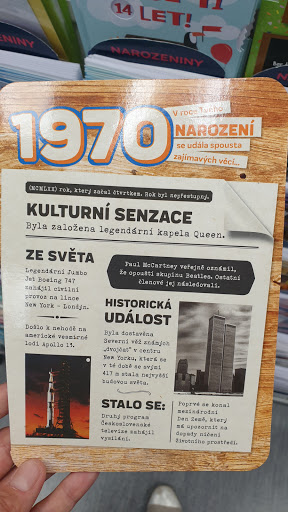 14 LET!
NAROZENINY
1970
V roce Tvého
NAROZENÍ
se udála spousta
zajímavých věcí...
(MCMLXX) rok, který začal čtvrtkem. Rok byl nepřestupný.
KULTURNÍ SENZACE
Byla založena legendární kapela Queen.
ZE SVĚTA
Legendární Jumbo
Jet Boeing 747
zahájil civilní
provoz na lince
New York - Londýn.
Došlo k nehodě na
americké vesmírné
lodi Apollo 13.
Paul McCartney veřejně oznámil,
že opouští skupinu Beatles. Ostatní
členové jej následovali.
HISTORICKÁ
UDÁLOST
Byla dostavěna
Severní věž známých
„dvojčat" v centru
New Yorku, která se
v té době se svými
417 m stala nejvyšší
budovou světa.
STALO SE:
Druhý program
Československé
televize zahájil
vysílání.
Poprvé se konal
mezinárodní
Den Země, který
má upozornit na
dopady ničení
životního prostředí.